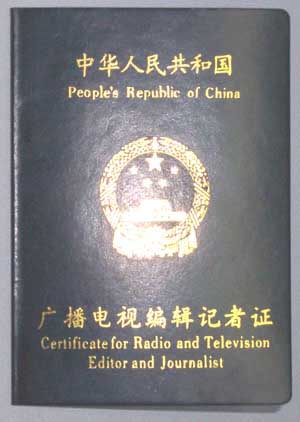 中华人民共和国
People's Republic of China
广播电视编辑记者证
Certificate for Radio and Television
Editor and Journalist